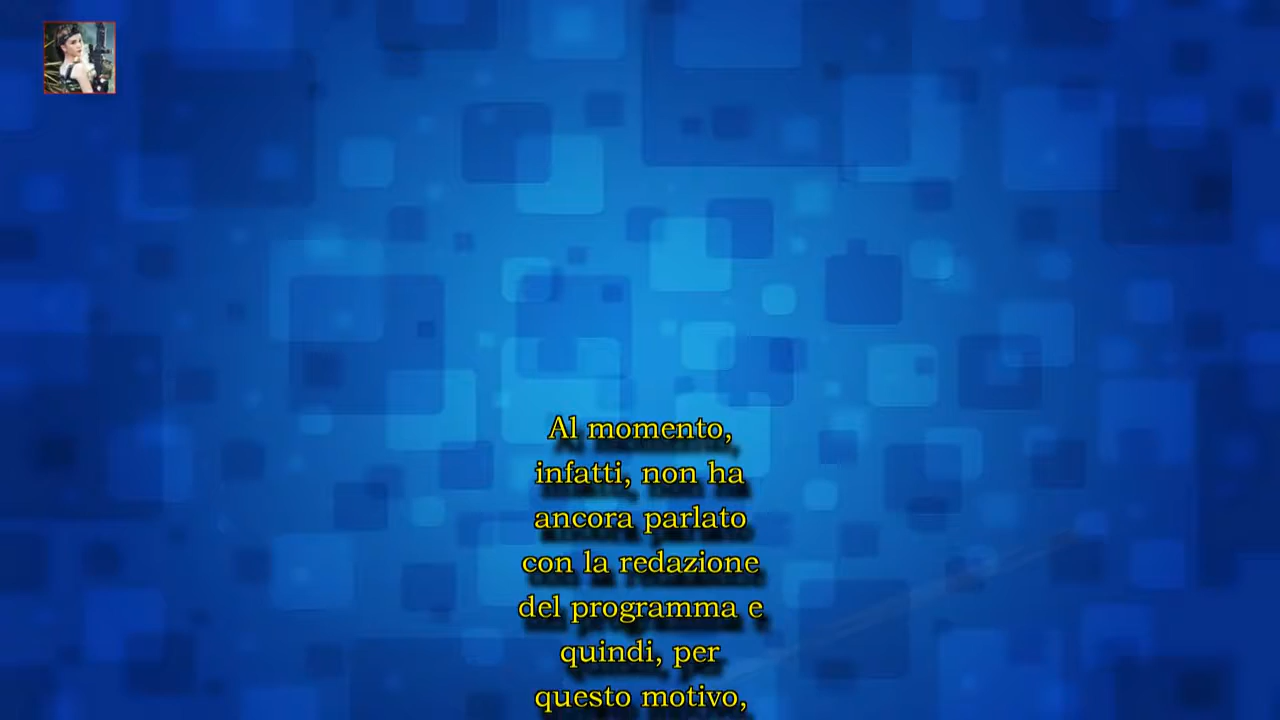 Al momento,
infatti, non ha
ancora parlato
con la redazione
del programma e
quindi, per
questo motivo,